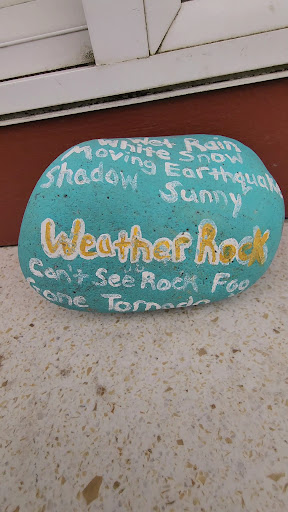 Wet Rain
White Snow
Moving Earthquake
Shadow Sunny
Weather Rock
Can't See Rock Fog
Gone Tornado